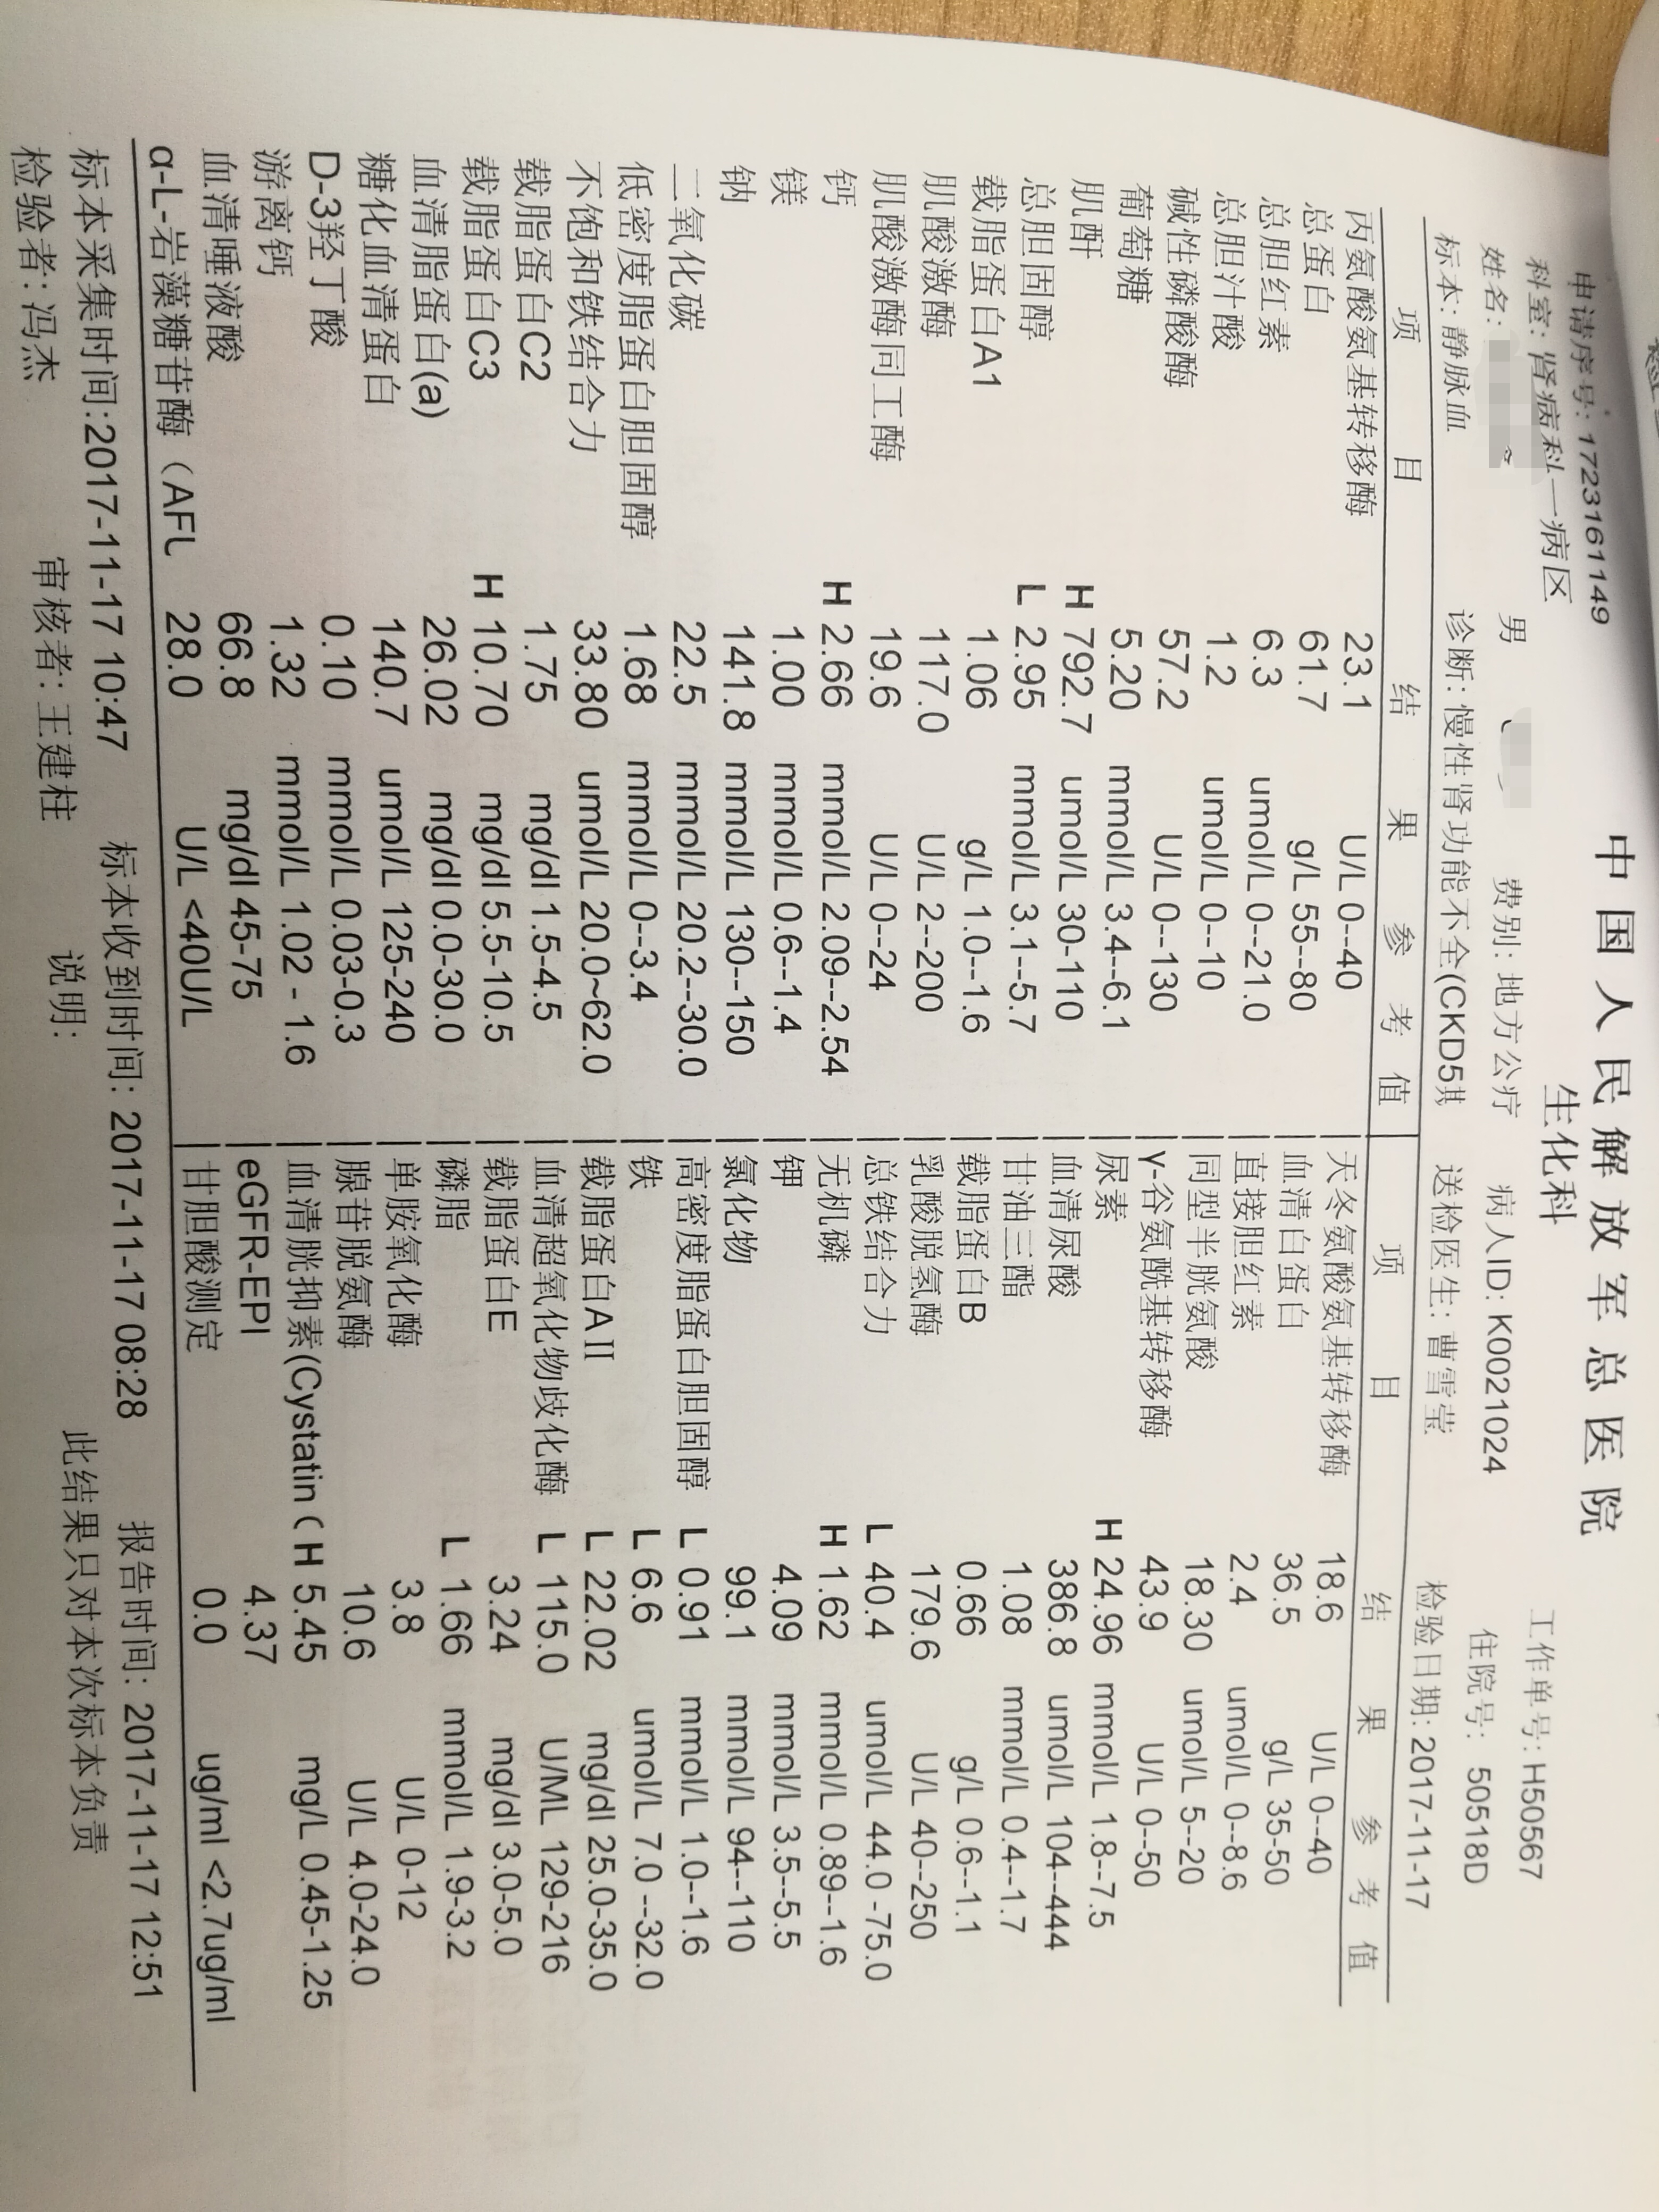 中国人民解放军总医院
生化科
申请序号: 1723161149
科室: 肾病科一病区 工作单号: H50567
姓名: 男 费别: 地方公疗 病人ID: K0021024 住院号: 50518D
标本: 静脉血 诊断: 慢性肾功能不全(CKD5 送检医生: 曹雪莹 检验日期: 2017-11-17
项 目 结 果 参 考 值 项 目 结 果 参 考 值
丙氨酸氨基转移酶 23.1 U/L 0--40 天冬氨酸氨基转移酶 18.6 U/L 0--40
总蛋白 61.7 g/L 55--80 血清白蛋白 36.5 g/L 35-50
总胆红素 6.3 umol/L 0--21.0 直接胆红素 2.4 umol/L 0--8.6
总胆汁酸 1.2 umol/L 0--10 同型半胱氨酸 18.30 umol/L 5--20
碱性磷酸酶 57.2 U/L 0--130 γ-谷氨酰基转移酶 43.9 U/L 0--50
葡萄糖 5.20 mmol/L 3.4--6.1 尿素 H 24.96 mmol/L 1.8--7.5
肌酐 H 792.7 umol/L 30-110 血清尿酸 386.8 umol/L 104--444
总胆固醇 L 2.95 mmol/L 3.1--5.7 甘油三酯 1.08 mmol/L 0.4--1.7
载脂蛋白A1 1.06 g/L 1.0--1.6 载脂蛋白B 0.66 g/L 0.6--1.1
肌酸激酶 117.0 U/L 2--200 乳酸脱氢酶 179.6 U/L 40--250
肌酸激酶同工酶 19.6 U/L 0--24 总铁结合力 L 40.4 umol/L 44.0 -75.0
钙 H 2.66 mmol/L 2.09--2.54 无机磷 H 1.62 mmol/L 0.89--1.6
镁 1.00 mmol/L 0.6--1.4 钾 4.09 mmol/L 3.5--5.5
钠 141.8 mmol/L 130--150 氯化物 99.1 mmol/L 94--110
二氧化碳 22.5 mmol/L 20.2--30.0 高密度脂蛋白胆固醇 L 0.91 mmol/L 1.0--1.6
低密度脂蛋白胆固醇 1.68 mmol/L 0--3.4 铁 L 6.6 umol/L 7.0 --32.0
不饱和铁结合力 33.80 umol/L 20.0~62.0 载脂蛋白AII L 22.02 mg/dl 25.0-35.0
载脂蛋白C2 1.75 mg/dl 1.5-4.5 血清超氧化物歧化酶 L 115.0 U/ML 129-216
载脂蛋白C3 H 10.70 mg/dl 5.5-10.5 载脂蛋白E 3.24 mg/dl 3.0-5.0
血清脂蛋白(a) 26.02 mg/dl 0.0-30.0 磷脂 L 1.66 mmol/L 1.9-3.2
糖化血清蛋白 140.7 umol/L 125-240 单胺氧化酶 3.8 U/L 0-12
D-3羟丁酸 0.10 mmol/L 0.03-0.3 腺苷脱氨酶 10.6 U/L 4.0-24.0
游离钙 1.32 mmol/L 1.02 - 1.6 血清胱抑素(Cystatin ( H 5.45 mg/L 0.45-1.25
血清唾液酸 66.8 mg/dl 45-75 eGFR-EPI 4.37
α-L-岩藻糖苷酶 (AFL 28.0 U/L <40U/L 甘胆酸测定 0.0 ug/ml <2.7ug/ml
标本采集时间:2017-11-17 10:47 标本收到时间: 2017-11-17 08:28 报告时间: 2017-11-17 12:51
检验者: 冯杰 审核者: 王建柱 说明: 此结果只对本次标本负责